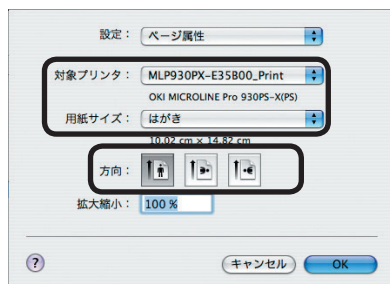 設定： ページ属性
対象プリンタ： MLP930PX-E35B00_Print
OKI MICROLINE Pro 930PS-X(PS)
用紙サイズ： はがき
10.02 cm × 14.82 cm
方向：
拡大縮小： 100 %
? キャンセル OK